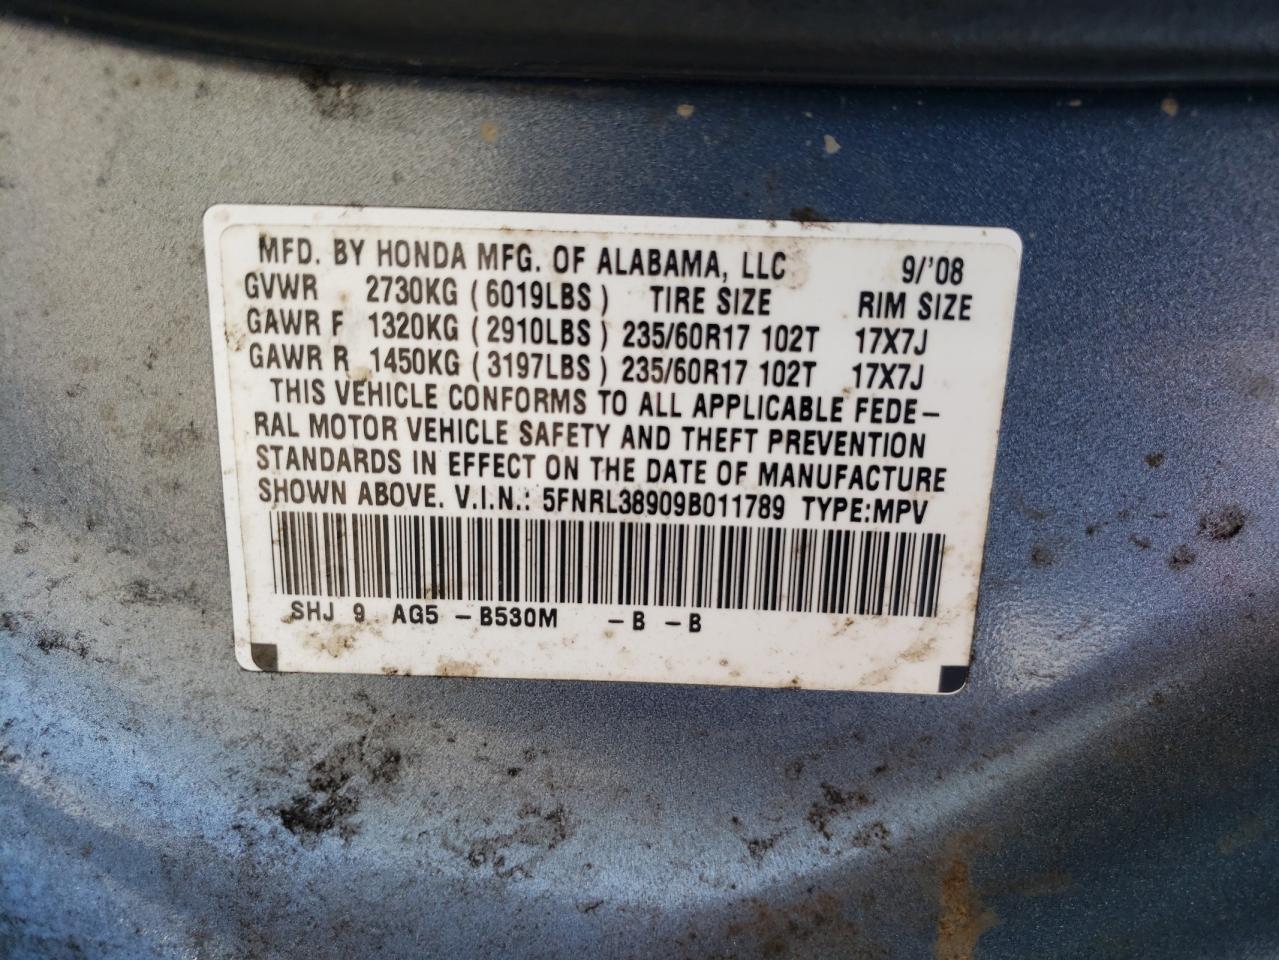 MFD. BY HONDA MFG. OF ALABAMA, LLC 9/'08
GVWR 2730KG (6019LBS) TIRE SIZE RIM SIZE
GAWR F 1320KG (2910LBS) 235/60R17 102T 17X7J
GAWR R 1450KG (3197LBS) 235/60R17 102T 17X7J
THIS VEHICLE CONFORMS TO ALL APPLICABLE FEDE-
RAL MOTOR VEHICLE SAFETY AND THEFT PREVENTION
STANDARDS IN EFFECT ON THE DATE OF MANUFACTURE
SHOWN ABOVE. V.I.N.: 5FNRL38909B011789 TYPE:MPV
SHJ 9 AG5 -B530M -B -B